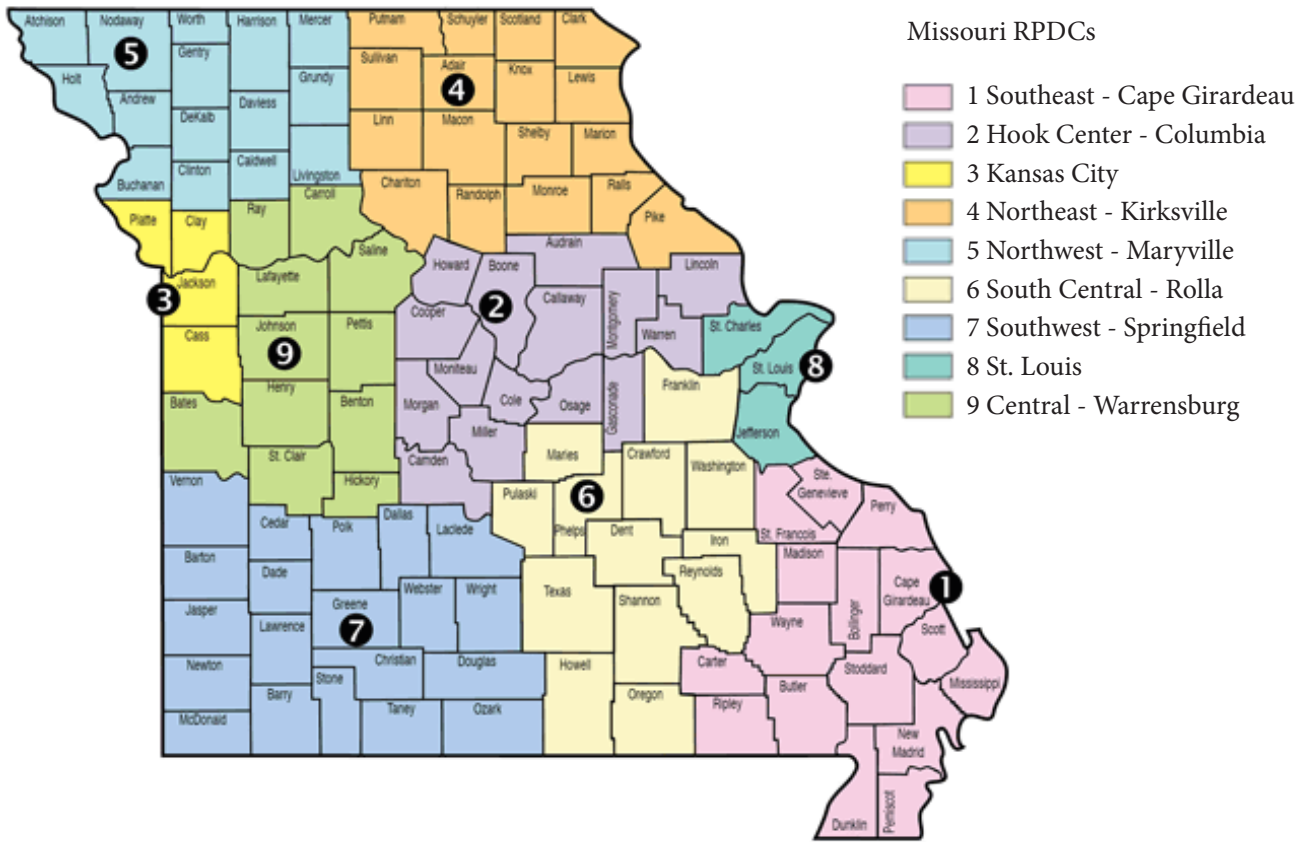 Missouri RPDCs
1 Southeast - Cape Girardeau
2 Hook Center - Columbia
3 Kansas City
4 Northeast - Kirksville
5 Northwest - Maryville
6 South Central - Rolla
7 Southwest - Springfield
8 St. Louis
9 Central - Warrensburg
Atchison
Nodaway
Worth
Harrison
Mercer
Putnam
Schuyler
Scotland
Clark
5
Gentry
Sullivan
Adair
Knox
Lewis
Holt
Grundy
4
Andrew
Daviess
DeKalb
Linn
Macon
Shelby
Marion
Buchanan
Clinton
Caldwell
Livingston
Chariton
Randolph
Monroe
Ralls
Carroll
Platte
Clay
Ray
Pike
Saline
Audrain
Howard
Boone
Lincoln
3
Jackson
Lafayette
2
Callaway
Montgomery
Cooper
Cass
Johnson
Pettis
Warren
St. Charles
9
Moniteau
St. Louis
8
Henry
Franklin
Bates
Benton
Morgan
Cole
Osage
Gasconade
Miller
Jefferson
St. Clair
Camden
Maries
Crawford
Washington
Vernon
Hickory
Ste.
Genevieve
Pulaski
6
Perry
Cedar
Polk
Dallas
Laclede
Phelps
Dent
Iron
St. Francois
Barton
Madison
Dade
Reynolds
Webster
Wright
Texas
Shannon
Cape
Girardeau
1
Jasper
Lawrence
Greene
7
Wayne
Bollinger
Scott
Newton
Christian
Douglas
Howell
Carter
Stoddard
Stone
Mississippi
Barry
Oregon
Butler
McDonald
Taney
Ozark
Ripley
New
Madrid
Dunklin
Pemiscot